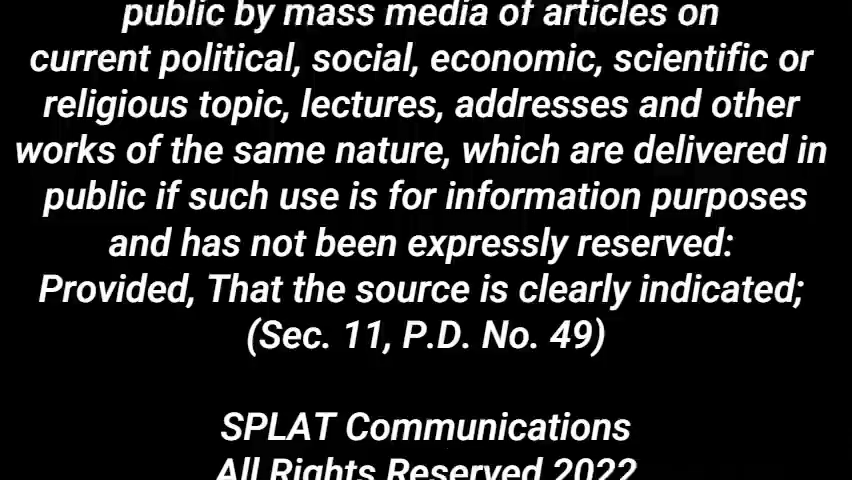 public by mass media of articles on
current political, social, economic, scientific or
religious topic, lectures, addresses and other
works of the same nature, which are delivered in
public if such use is for information purposes
and has not been expressly reserved:
Provided, That the source is clearly indicated;
(Sec. 11, P.D. No. 49)
SPLAT Communications
All Rights Reserved 2022